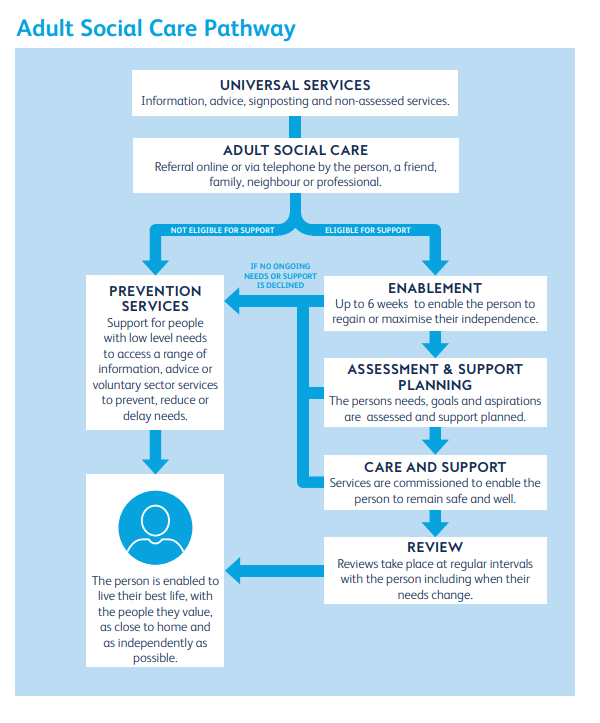 Adult Social Care Pathway
UNIVERSAL SERVICES
Information, advice, signposting and non-assessed services.
ADULT SOCIAL CARE
Referral online or via telephone by the person, a friend,
family, neighbour or professional.
NOT ELIGIBLE FOR SUPPORT
ELIGIBLE FOR SUPPORT
IF NO ONGOING
NEEDS OR SUPPORT
IS DECLINED
PREVENTION
SERVICES
Support for people
with low level needs
to access a range of
information, advice or
voluntary sector services
to prevent, reduce or
delay needs.
ENABLEMENT
Up to 6 weeks to enable the person to
regain or maximise their independence.
ASSESSMENT & SUPPORT
PLANNING
The persons needs, goals and aspirations
are assessed and support planned.
CARE AND SUPPORT
Services are commissioned to enable the
person to remain safe and well.
REVIEW
Reviews take place at regular intervals
with the person including when their
needs change.
The person is enabled to
live their best life, with
the people they value,
as close to home and
as independently as
possible.